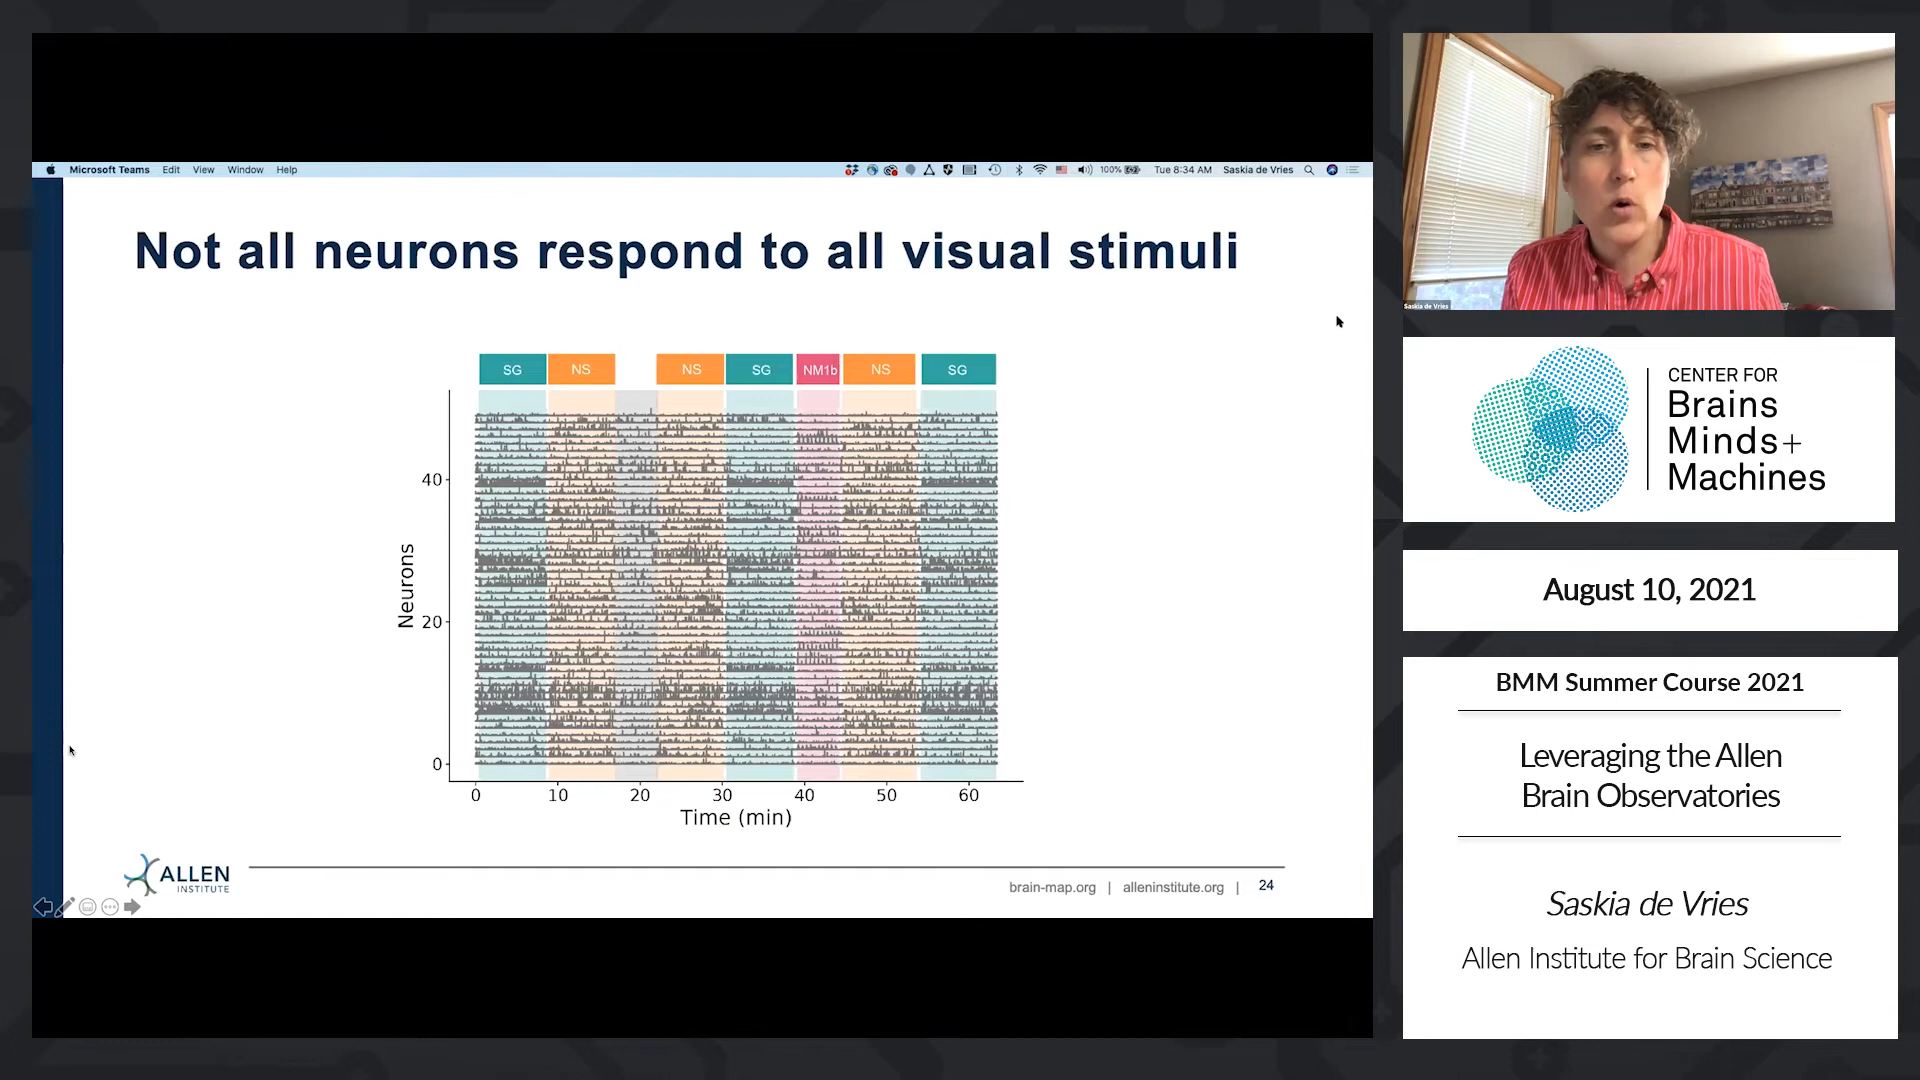 Microsoft Teams Edit View Window Help
100% Tue 8:34 AM Saskia de Vries
Not all neurons respond to all visual stimuli
SG NS NS SG NM1b NS SG
Neurons
40
20
0
0 10 20 30 40 50 60
Time (min)
ALLEN
INSTITUTE
brain-map.org | alleninstitute.org | 24
Saskia de Vries
CENTER FOR
Brains
Minds+
Machines
August 10, 2021
BMM Summer Course 2021
Leveraging the Allen
Brain Observatories
Saskia de Vries
Allen Institute for Brain Science